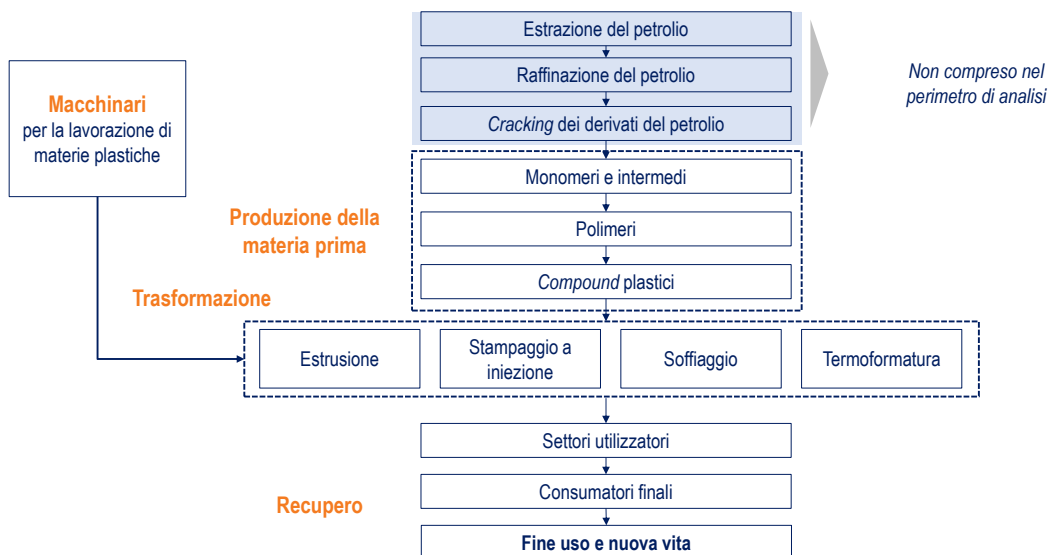 Estrazione del petrolio
Raffinazione del petrolio
Cracking dei derivati del petrolio
Non compreso nel
perimetro di analisi
Macchinari
per la lavorazione di
materie plastiche
Monomeri e intermedi
Produzione della
materia prima
Polimeri
Compound plastici
Trasformazione
Estrusione
Stampaggio a
iniezione
Soffiaggio
Termoformatura
Settori utilizzatori
Consumatori finali
Recupero
Fine uso e nuova vita